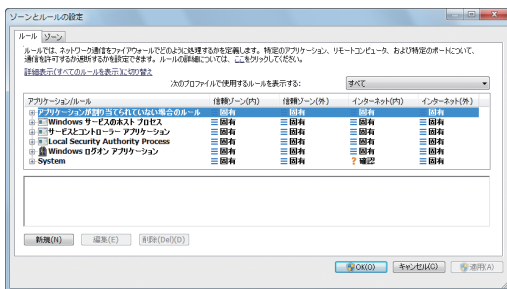 ゾーンとルールの設定
ルール ゾーン
ルールでは、ネットワーク通信をファイアウォールでどのように処理するかを定義します。特定のアプリケーション、リモートコンピュータ、および特定のポートについて、
通信を許可するか遮断するかを設定できます。ルールの詳細については、ここをクリックしてください。
詳細表示(すべてのルールを表示)に切り替え
次のプロファイルで使用するルールを表示する: すべて
アプリケーション/ルール 信頼ゾーン(内) 信頼ゾーン(外) インターネット(内) インターネット(外)
アプリケーションが割り当てられていない場合のルール 固有 固有 固有 固有
Windows サービスのホスト プロセス 固有 固有 固有 固有
サービスとコントローラー アプリケーション 固有 固有 固有 固有
Local Security Authority Process 固有 固有 固有 固有
Windows ログオン アプリケーション 固有 固有 固有 固有
System 固有 固有 ? 確認 固有
新規(N) 編集(E) 削除(Del)(D)
OK(O) キャンセル(C) 適用(A)